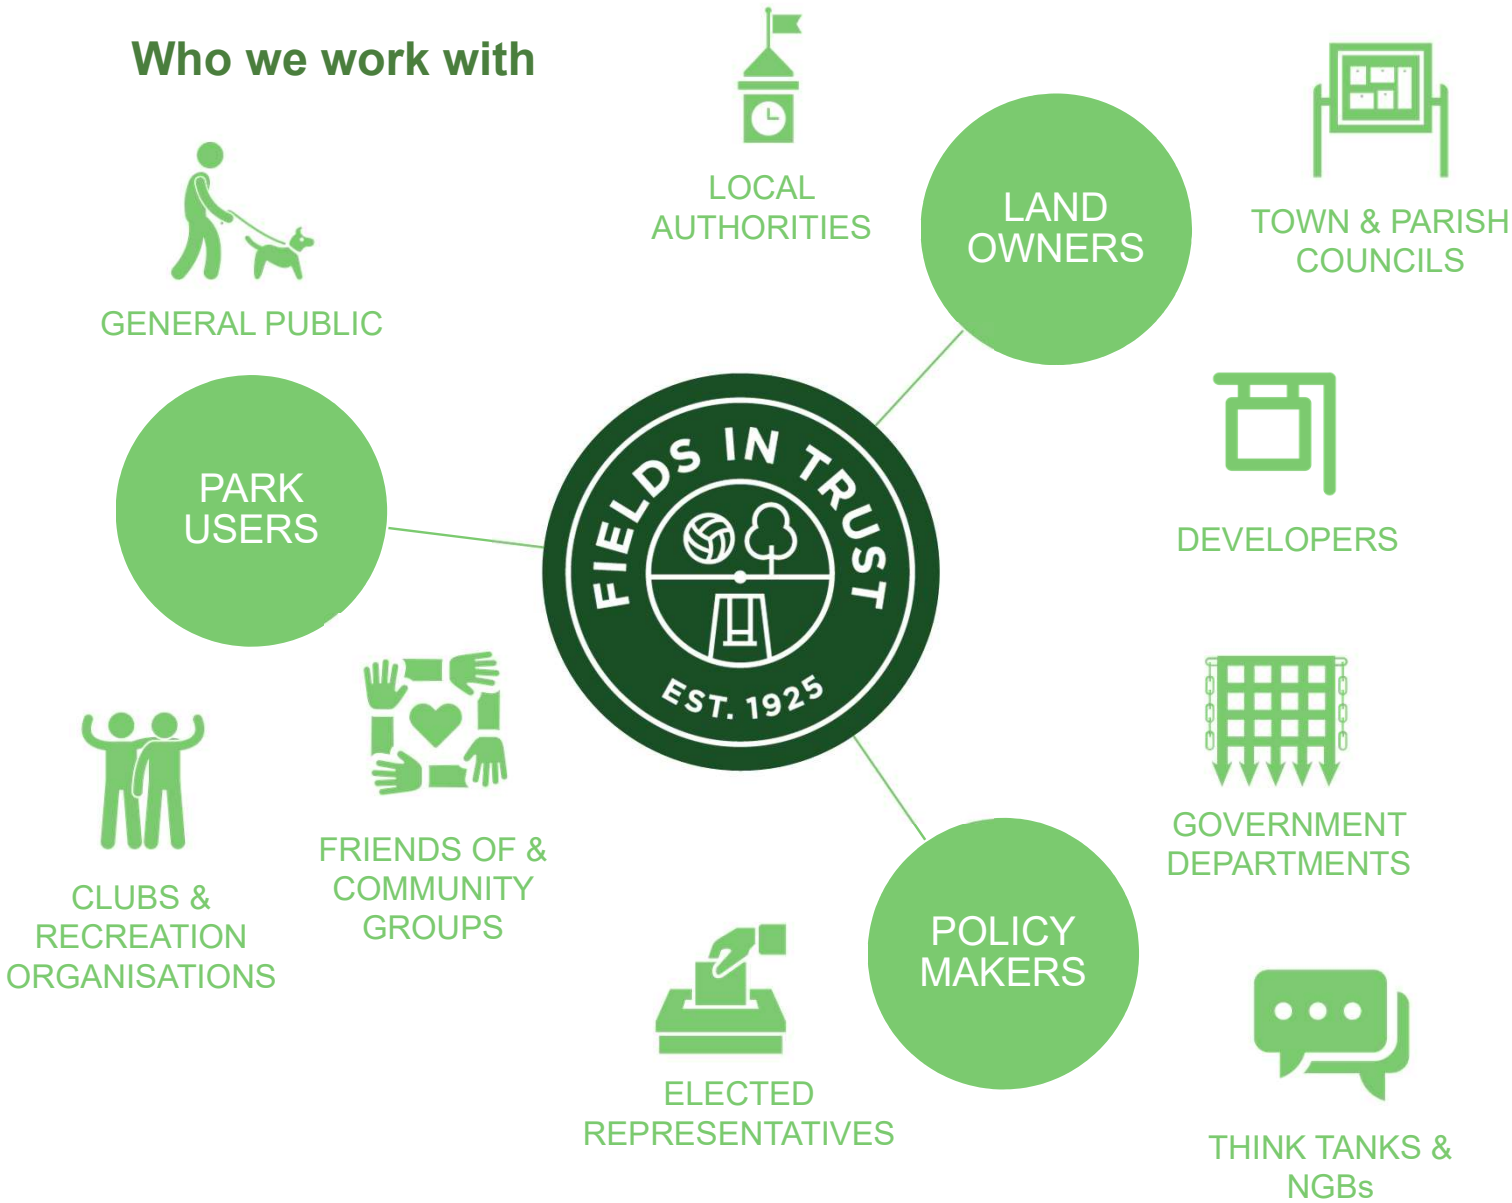 Who we work with
GENERAL PUBLIC
PARK
USERS
CLUBS &
RECREATION
ORGANISATIONS
FRIENDS OF &
COMMUNITY
GROUPS
FIELDS IN TRUST
EST. 1925
LOCAL
AUTHORITIES
LAND
OWNERS
TOWN & PARISH
COUNCILS
DEVELOPERS
GOVERNMENT
DEPARTMENTS
POLICY
MAKERS
ELECTED
REPRESENTATIVES
THINK TANKS &
NGBs